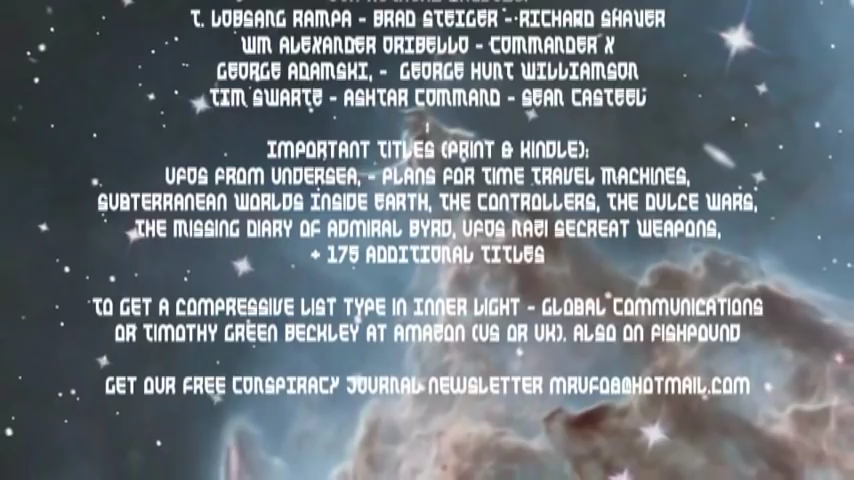 T. LOBSANG RAMPA - BRAD STEIGER - RICHARD SHAVER
WM ALEXANDER ORIBELLO - COMMANDER X
GEORGE ADAMSKI, - GEORGE HUNT WILLIAMSON
TIM SWARTZ - ASHTAR COMMAND - SEAN CASTEEL
IMPORTANT TITLES (PRINT & KINDLE):
UFOS FROM UNDERSEA, - PLANS FOR TIME TRAVEL MACHINES,
SUBTERRANEAN WORLDS INSIDE EARTH, THE CONTROLLERS, THE DULCE WARS,
THE MISSING DIARY OF ADMIRAL BYRD, UFOS NAZI SECREAT WEAPONS,
+ 175 ADDITIONAL TITLES
TO GET A COMPRESSIVE LIST TYPE IN INNER LIGHT - GLOBAL COMMUNICATIONS
OR TIMOTHY GREEN BECKLEY AT AMAZON (US OR UK). ALSO ON FISHPOUND
GET OUR FREE CONSPIRACY JOURNAL NEWSLETTER MRUFO8@HOTMAIL.COM